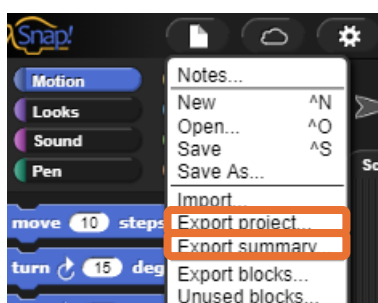 Snap!
Motion
Looks
Sound
Pen
move 10 steps
turn 15 deg
Notes...
New ^N
Open... ^O
Save ^S
Save As...
Import...
Export project...
Export summary
Export blocks...
Unused blocks...
Sc